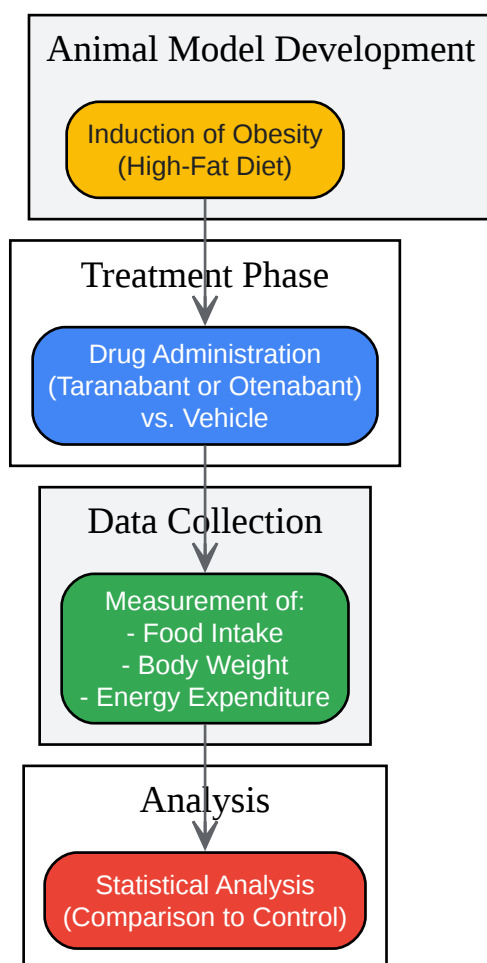 Animal Model Development
Induction of Obesity
(High-Fat Diet)
Treatment Phase
Drug Administration
(Taranabant or Otenabant)
vs. Vehicle
Data Collection
Measurement of:
- Food Intake
- Body Weight
- Energy Expenditure
Analysis
Statistical Analysis
(Comparison to Control)